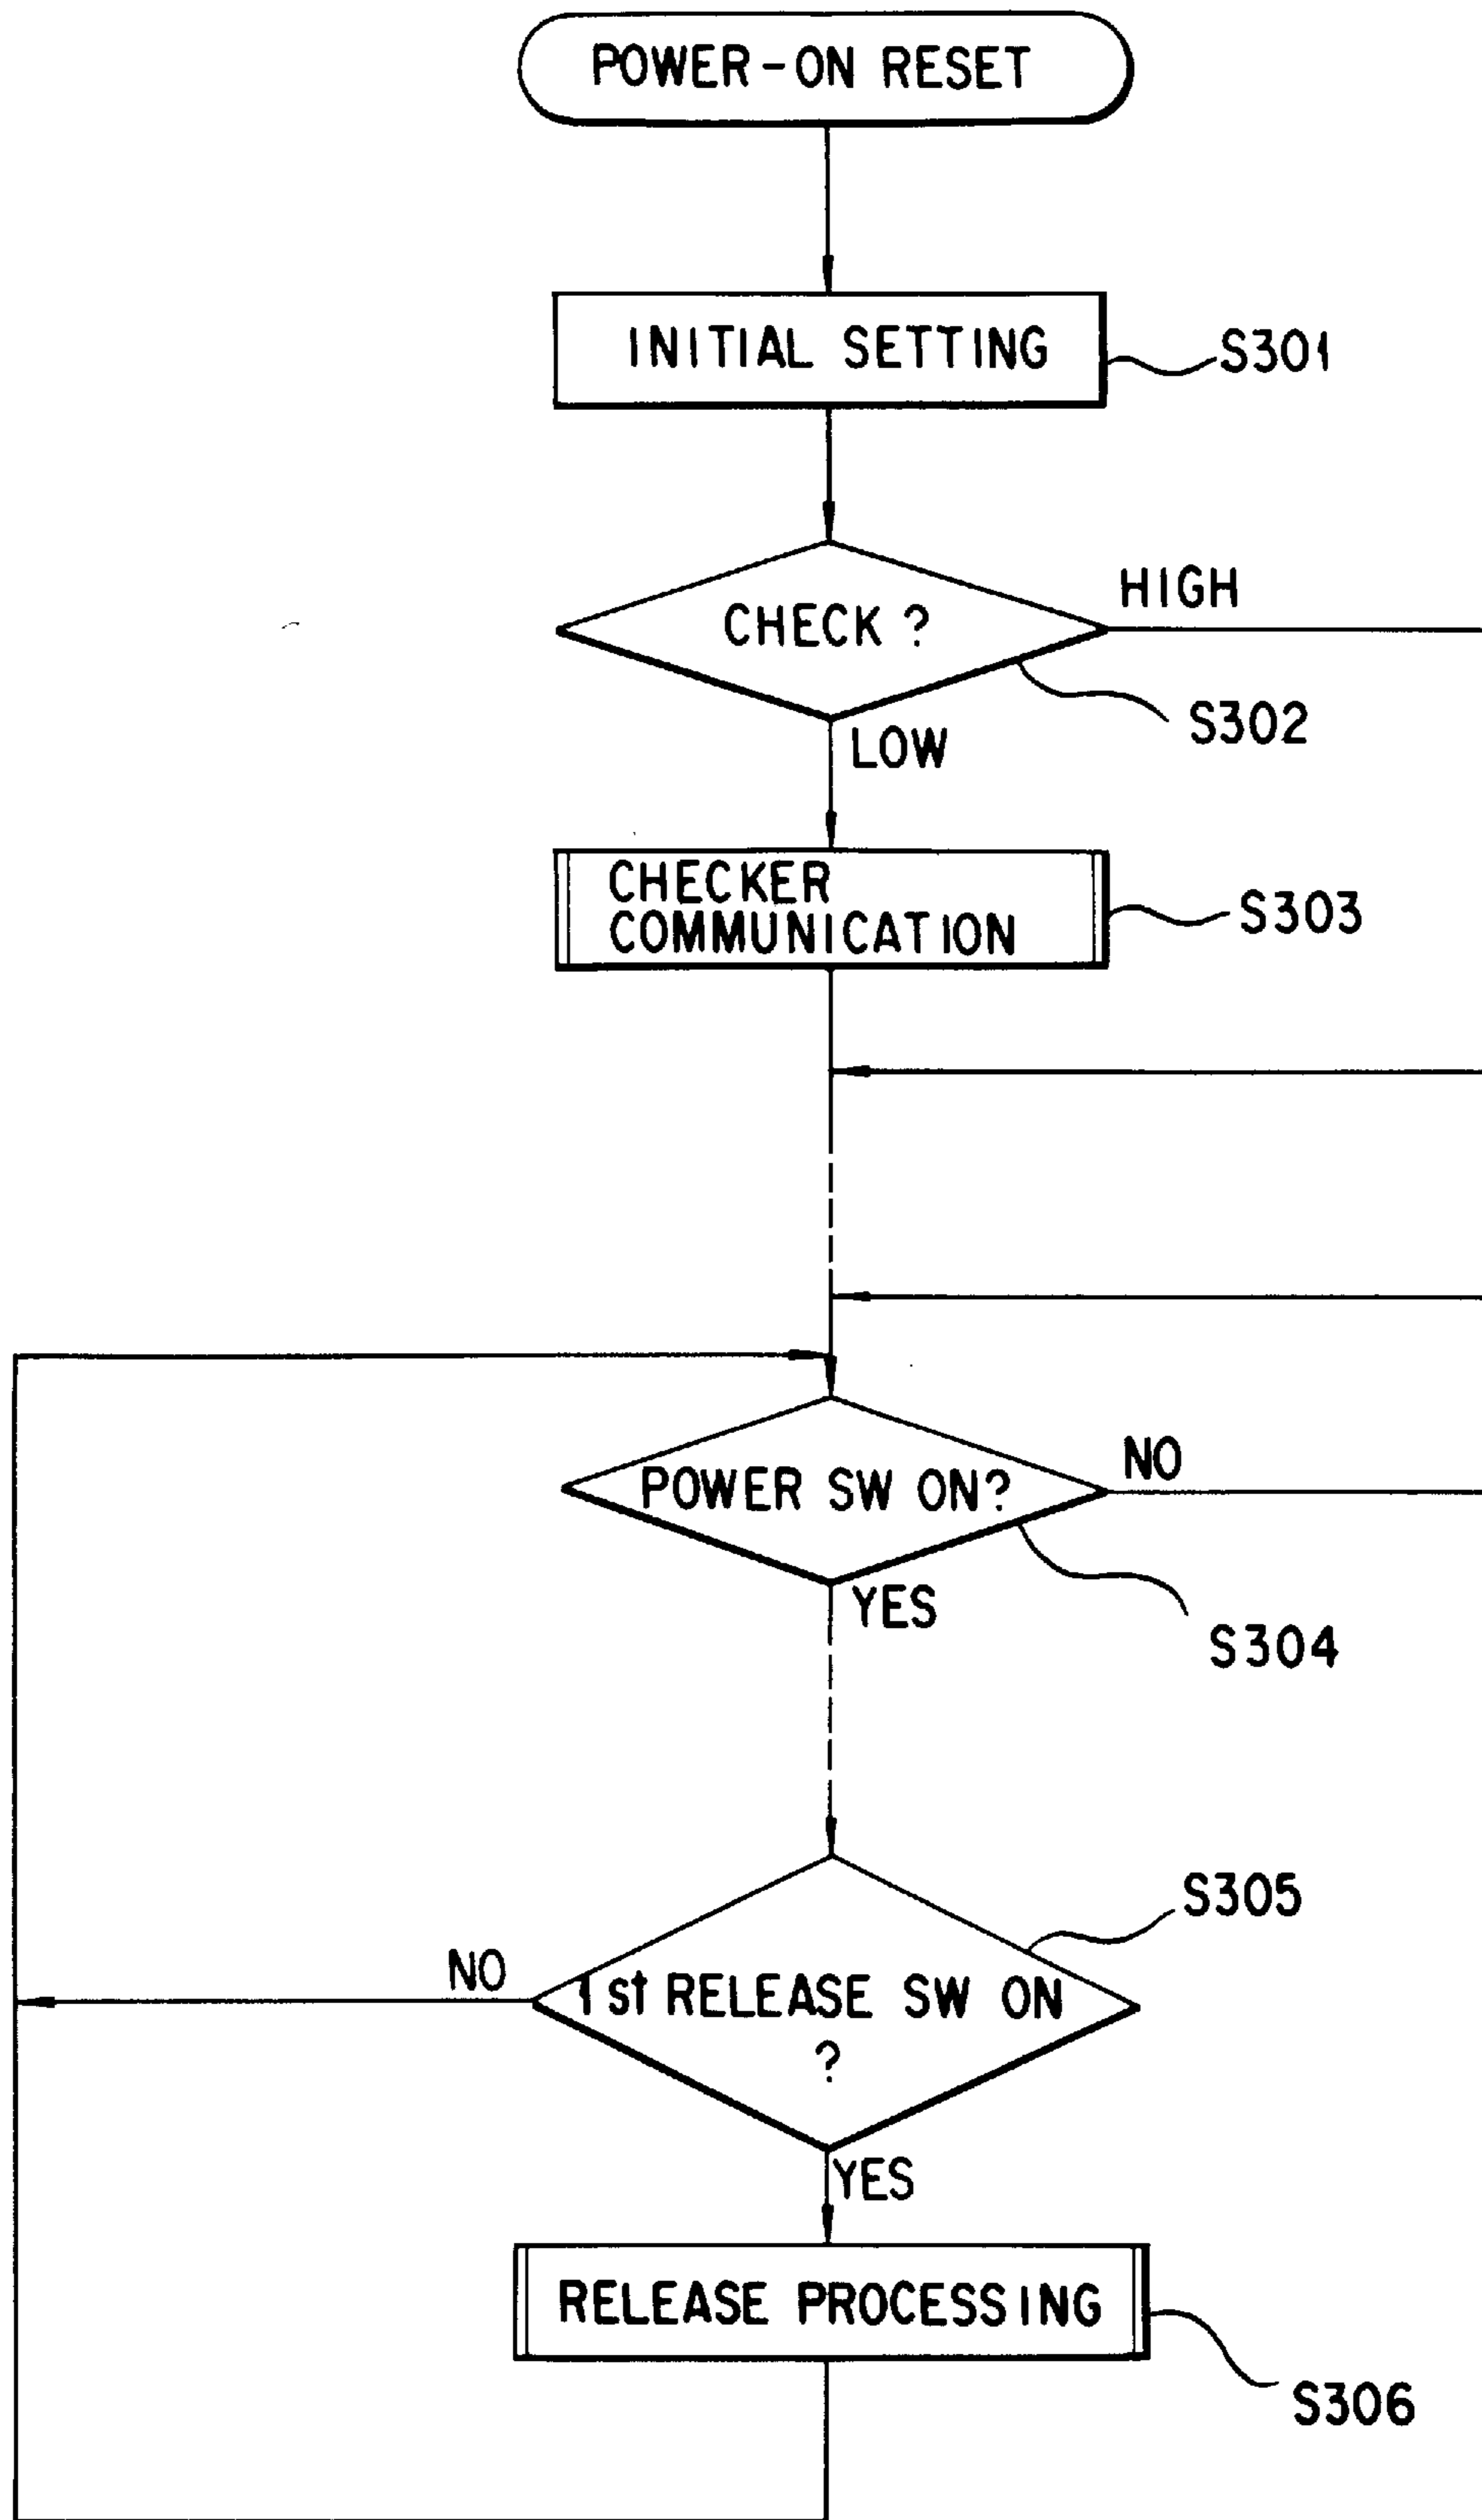 POWER-ON RESET
INITIAL SETTING
S301
CHECK ?
HIGH
S302
LOW
CHECKER
COMMUNICATION
S303
POWER SW ON?
NO
S304
YES
S305
NO
1st RELEASE SW ON
?
YES
RELEASE PROCESSING
S306